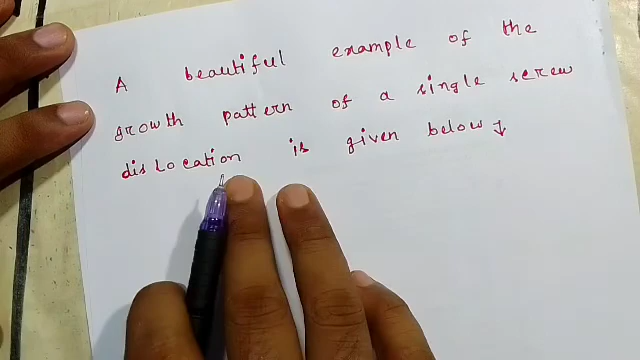 A beautiful example of the
growth pattern of a single screw
dislocation is given below ↓